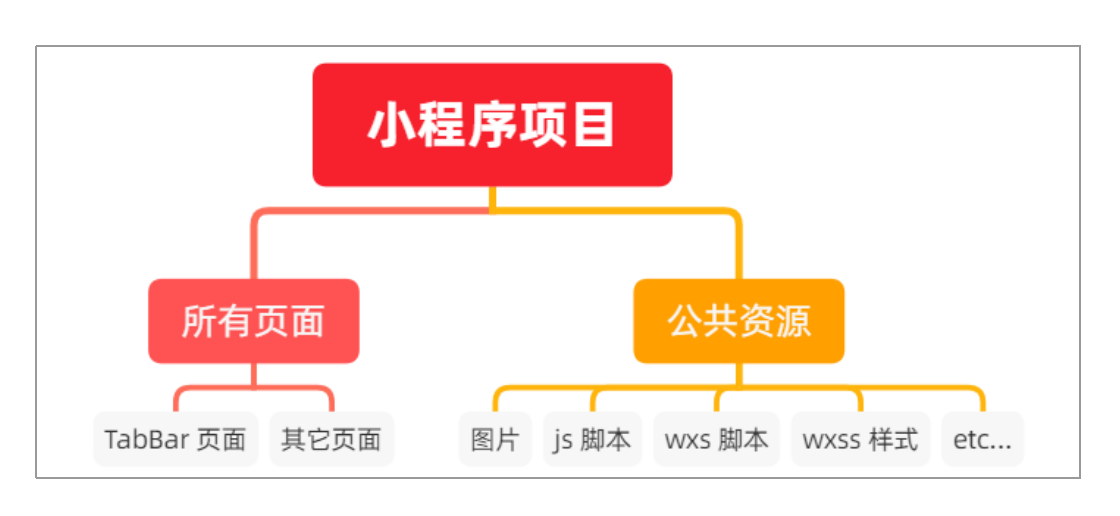 小程序项目
所有页面
公共资源
TabBar 页面
其它页面
图片
js 脚本
wxs 脚本
wxss 样式
etc...